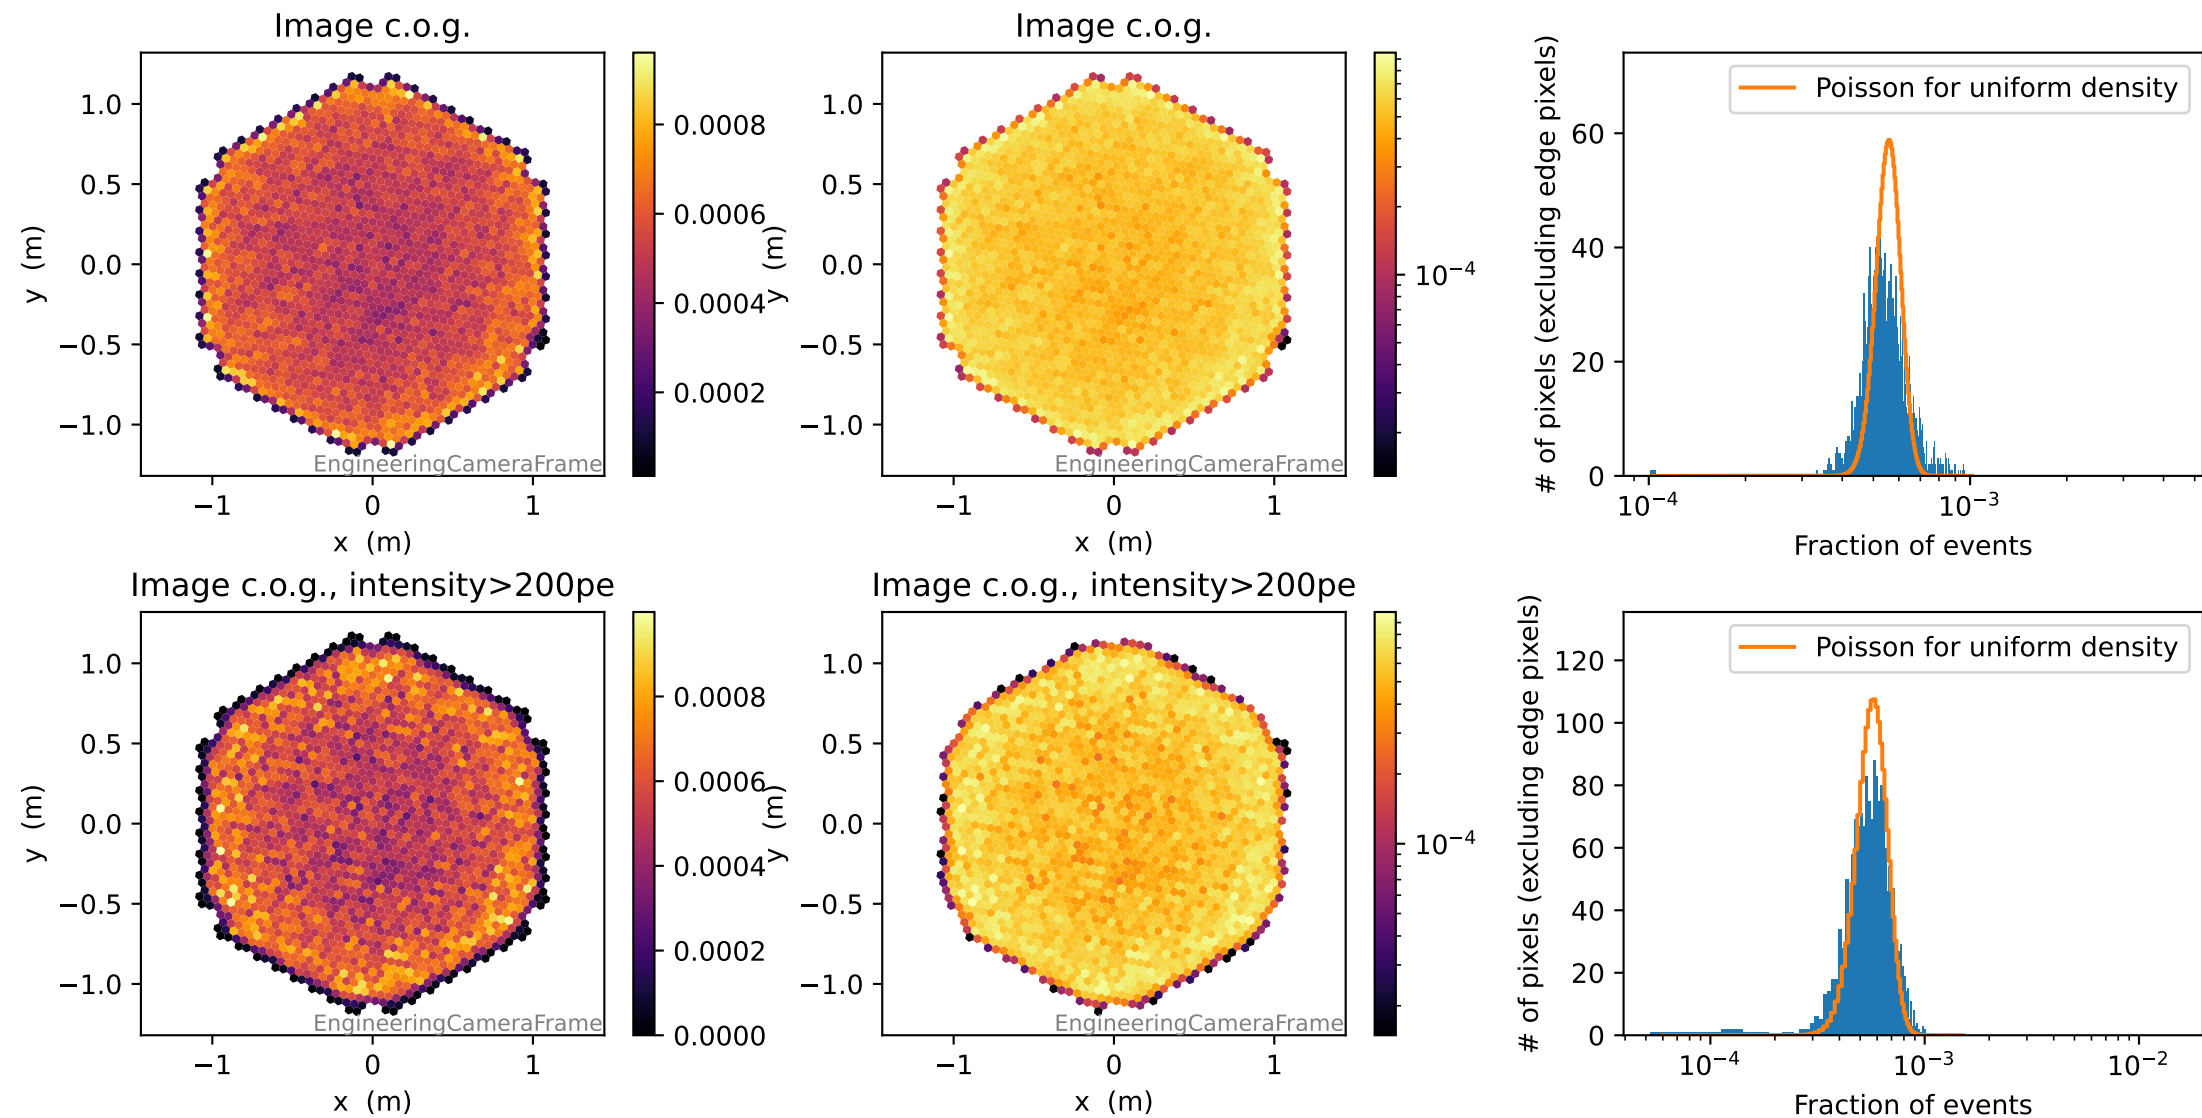 Image c.o.g.
1.0
0.5
0.0
−0.5
−1.0
y (m)
−1 0 1
x (m)
EngineeringCameraFrame
0.0008
0.0006
0.0004
0.0002
Image c.o.g.
1.0
0.5
0.0
−0.5
−1.0
y (m)
−1 0 1
x (m)
EngineeringCameraFrame
10⁻⁴
Poisson for uniform density
60
40
20
0
# of pixels (excluding edge pixels)
10⁻⁴ 10⁻³
Fraction of events
Image c.o.g., intensity>200pe
1.0
0.5
0.0
−0.5
−1.0
y (m)
−1 0 1
x (m)
EngineeringCameraFrame
0.0008
0.0006
0.0004
0.0002
0.0000
Image c.o.g., intensity>200pe
1.0
0.5
0.0
−0.5
−1.0
y (m)
−1 0 1
x (m)
EngineeringCameraFrame
10⁻⁴
Poisson for uniform density
120
100
80
60
40
20
0
# of pixels (excluding edge pixels)
10⁻⁴ 10⁻³ 10⁻²
Fraction of events